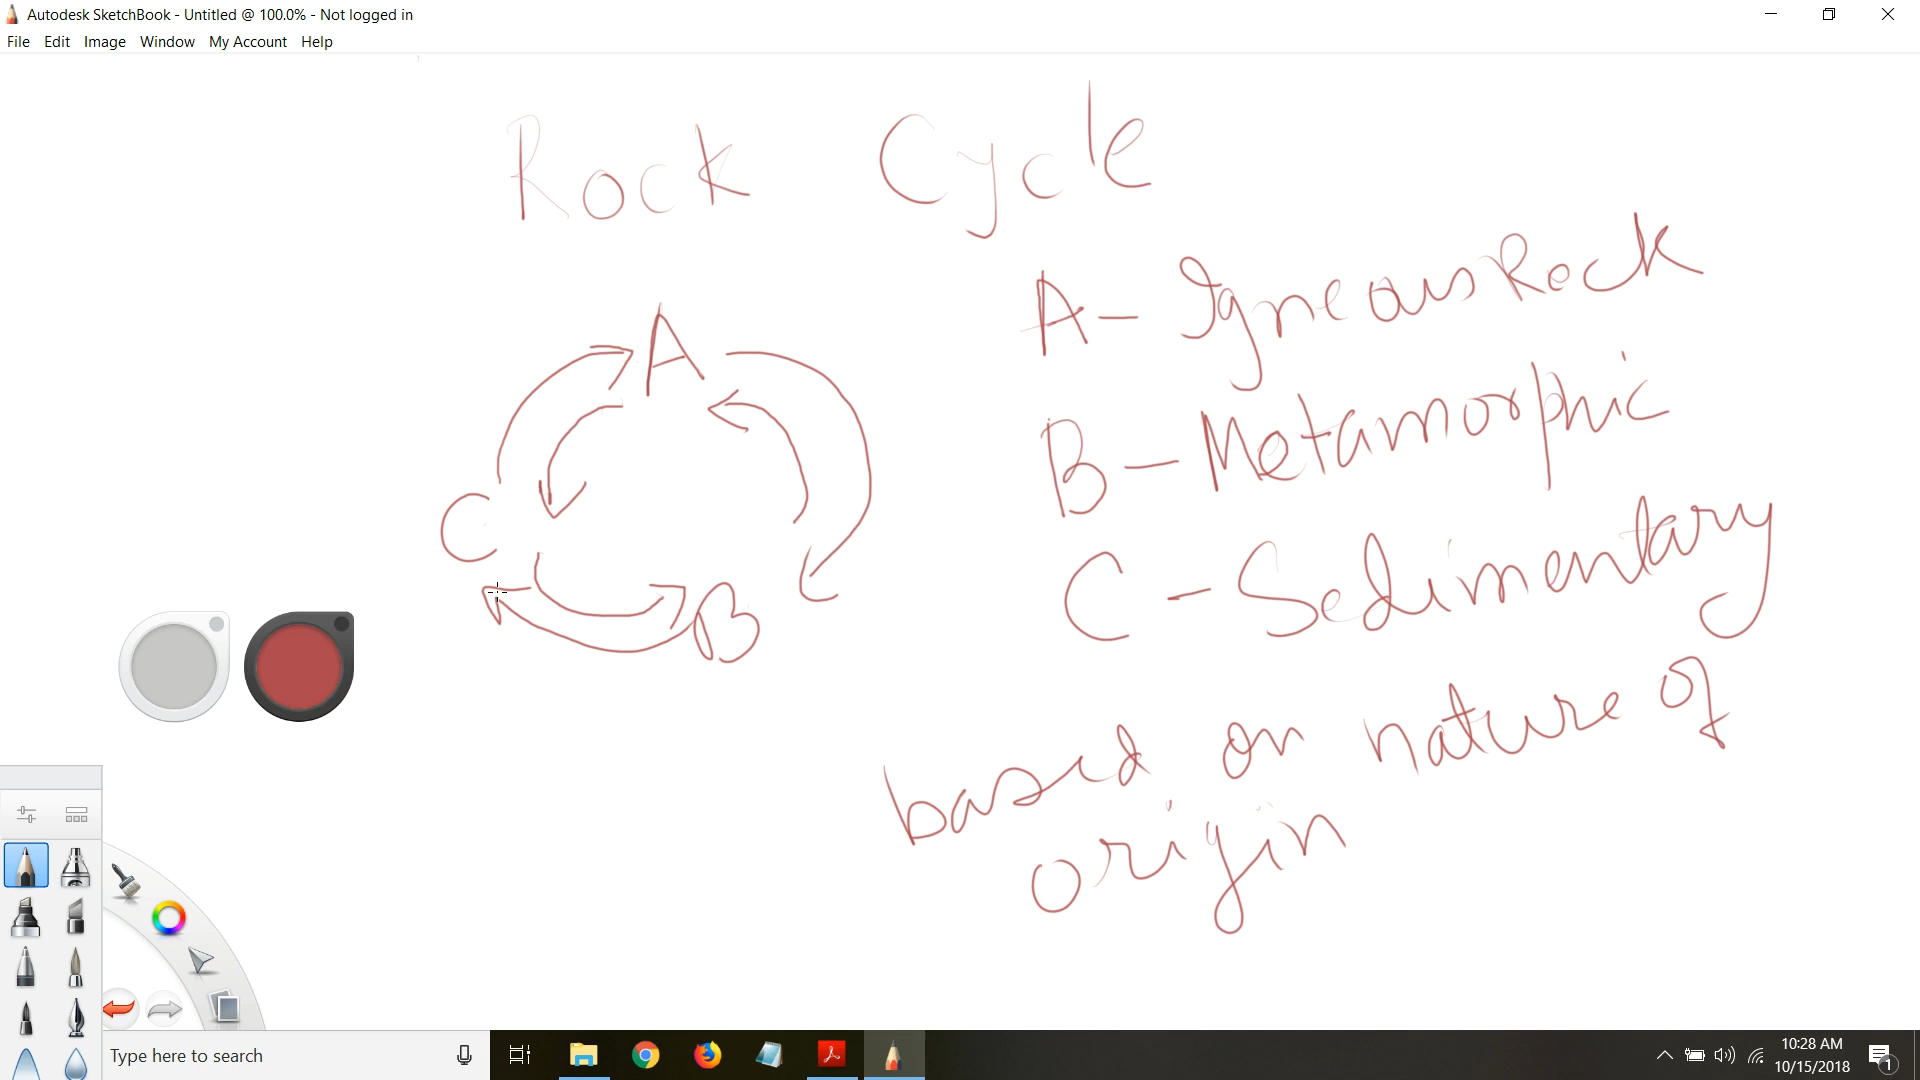 Autodesk SketchBook - Untitled @ 100.0% - Not logged in
File Edit Image Window My Account Help
Rock Cycle
A - Igneous Rock
B - Metamorphic
C - Sedimentary
based on nature of
origin
A
C
B
Type here to search
10:28 AM
10/15/2018
1